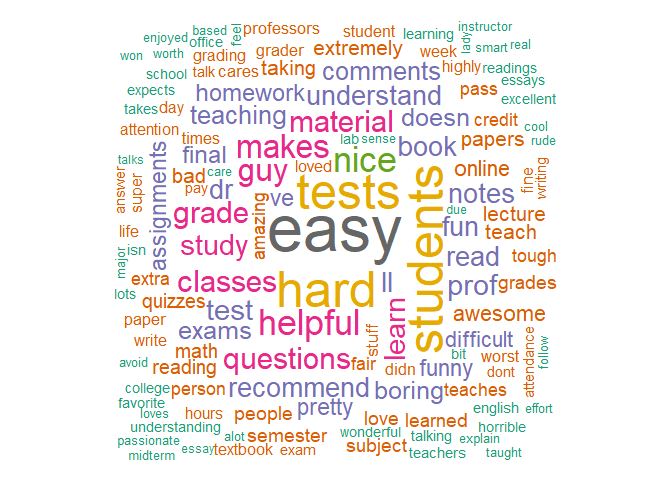 enjoyed based feel professors student learning instructor
won worth office grading grader extremely week lady smart real
school talk cares taking comments highly readings
expects homework understand pass essays
takes day teaching material doesn credit excellent
attention times makes lab sense book papers cool
talks final guy loved nice online rude
answer super bad pay care tests notes fine writing
assignments dr ve amazing easy students due lecture
life grade fun teach
major isn study read tough
extra classes hard ll prof grades
lots quizzes test helpful learn awesome
paper exams stuff difficult attendance follow
write math questions fair didn bit worst
avoid reading funny dont
college person recommend boring teaches
favorite hours people pretty love learned english effort
loves understanding alot semester wonderful talking horrible
passionate essay textbook exam subject teachers explain
midterm taught